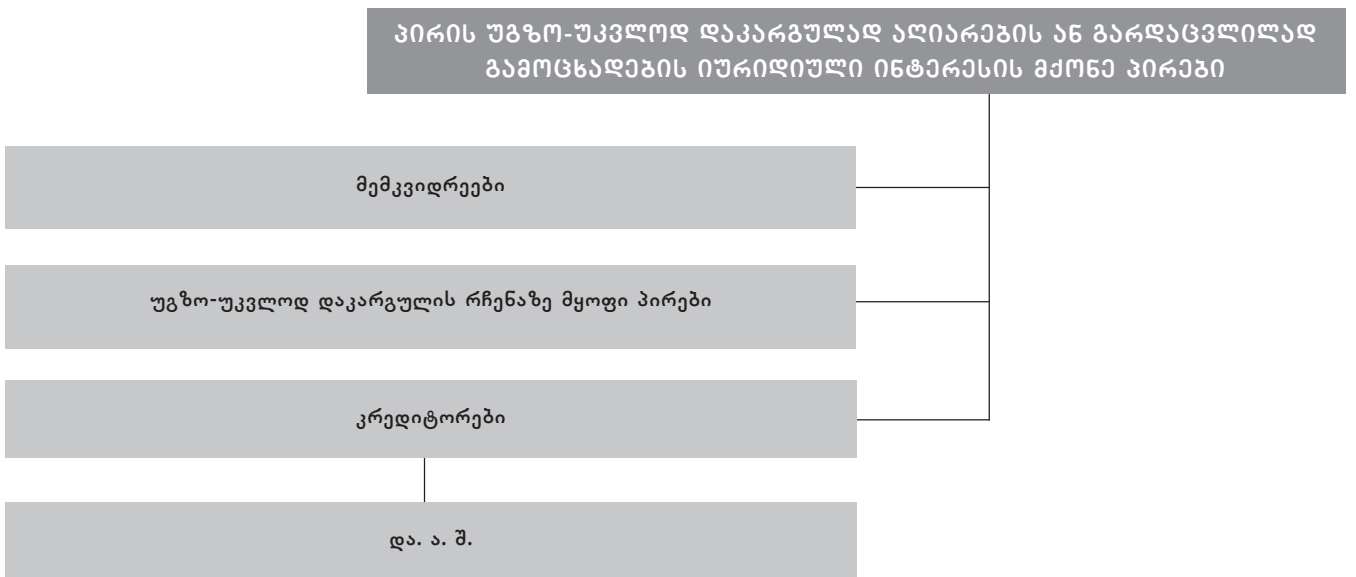 პირის უგზო-უკვლოდ დაკარგულად აღიარების ან გარდაცვლილად
გამოცხადების იურიდიული ინტერესის მქონე პირები
მემკვიდრეები
უგზო-უკვლოდ დაკარგულის რჩენაზე მყოფი პირები
კრედიტორები
და. ა. შ.